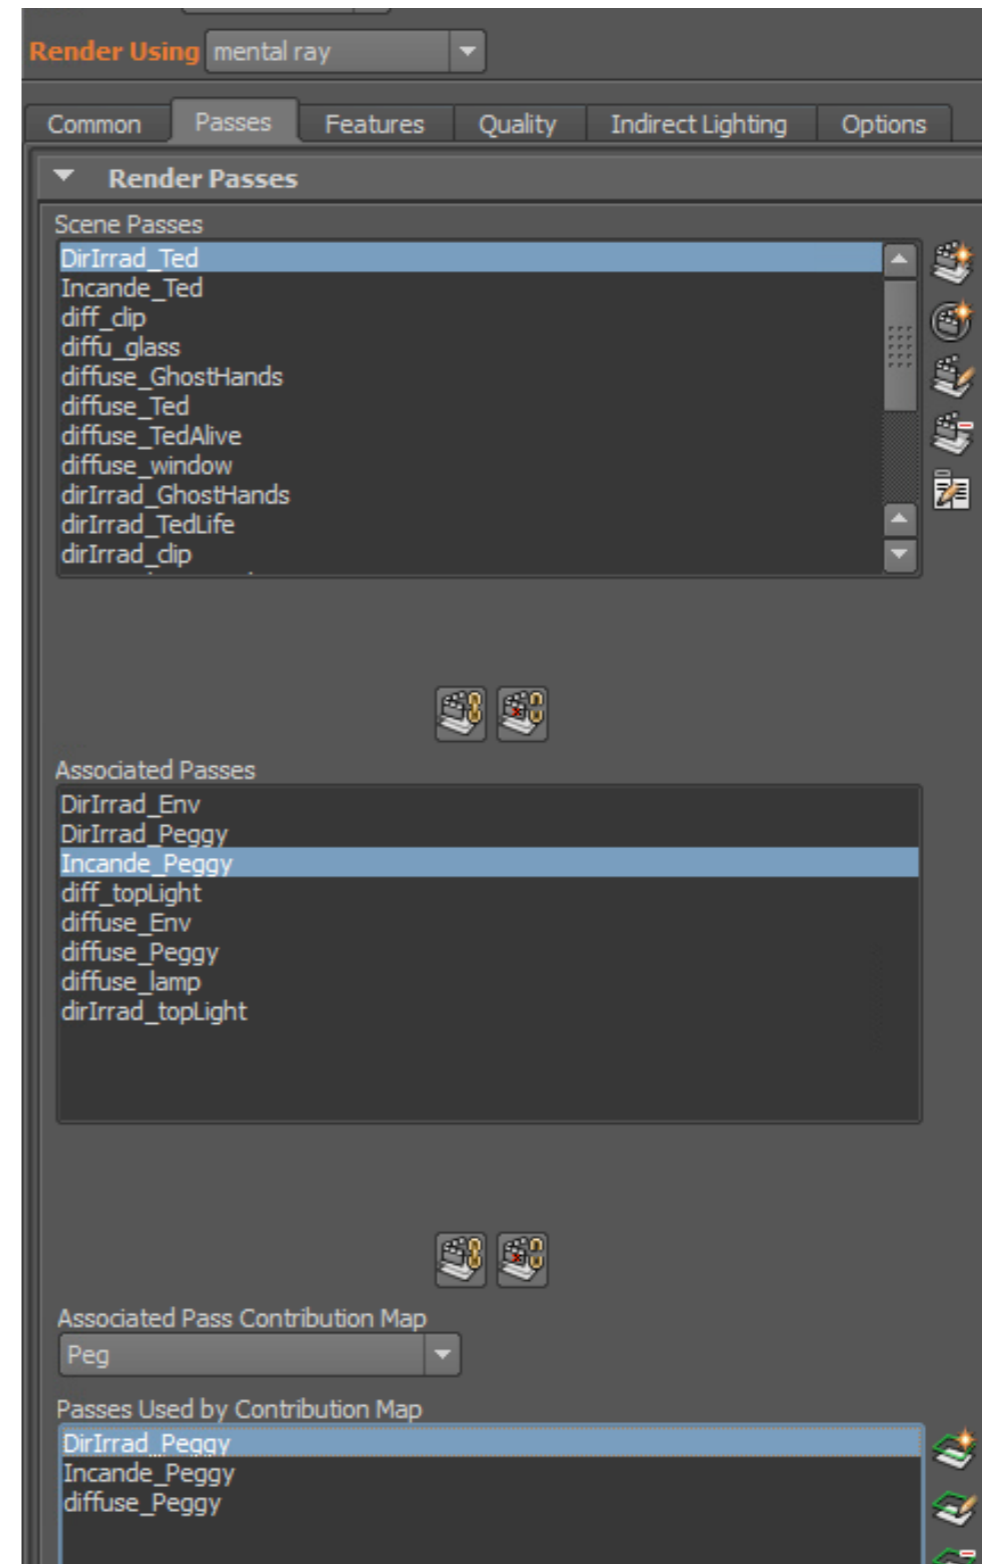 Render Using mental ray
Common Passes Features Quality Indirect Lighting Options
Render Passes
Scene Passes
DirIrrad_Ted
Incande_Ted
diff_clip
diffu_glass
diffuse_GhostHands
diffuse_Ted
diffuse_TedAlive
diffuse_window
dirIrrad_GhostHands
dirIrrad_TedLife
dirIrrad_clip
Associated Passes
DirIrrad_Env
DirIrrad_Peggy
Incande_Peggy
diff_topLight
diffuse_Env
diffuse_Peggy
diffuse_lamp
dirIrrad_topLight
Associated Pass Contribution Map
Peg
Passes Used by Contribution Map
DirIrrad_Peggy
Incande_Peggy
diffuse_Peggy